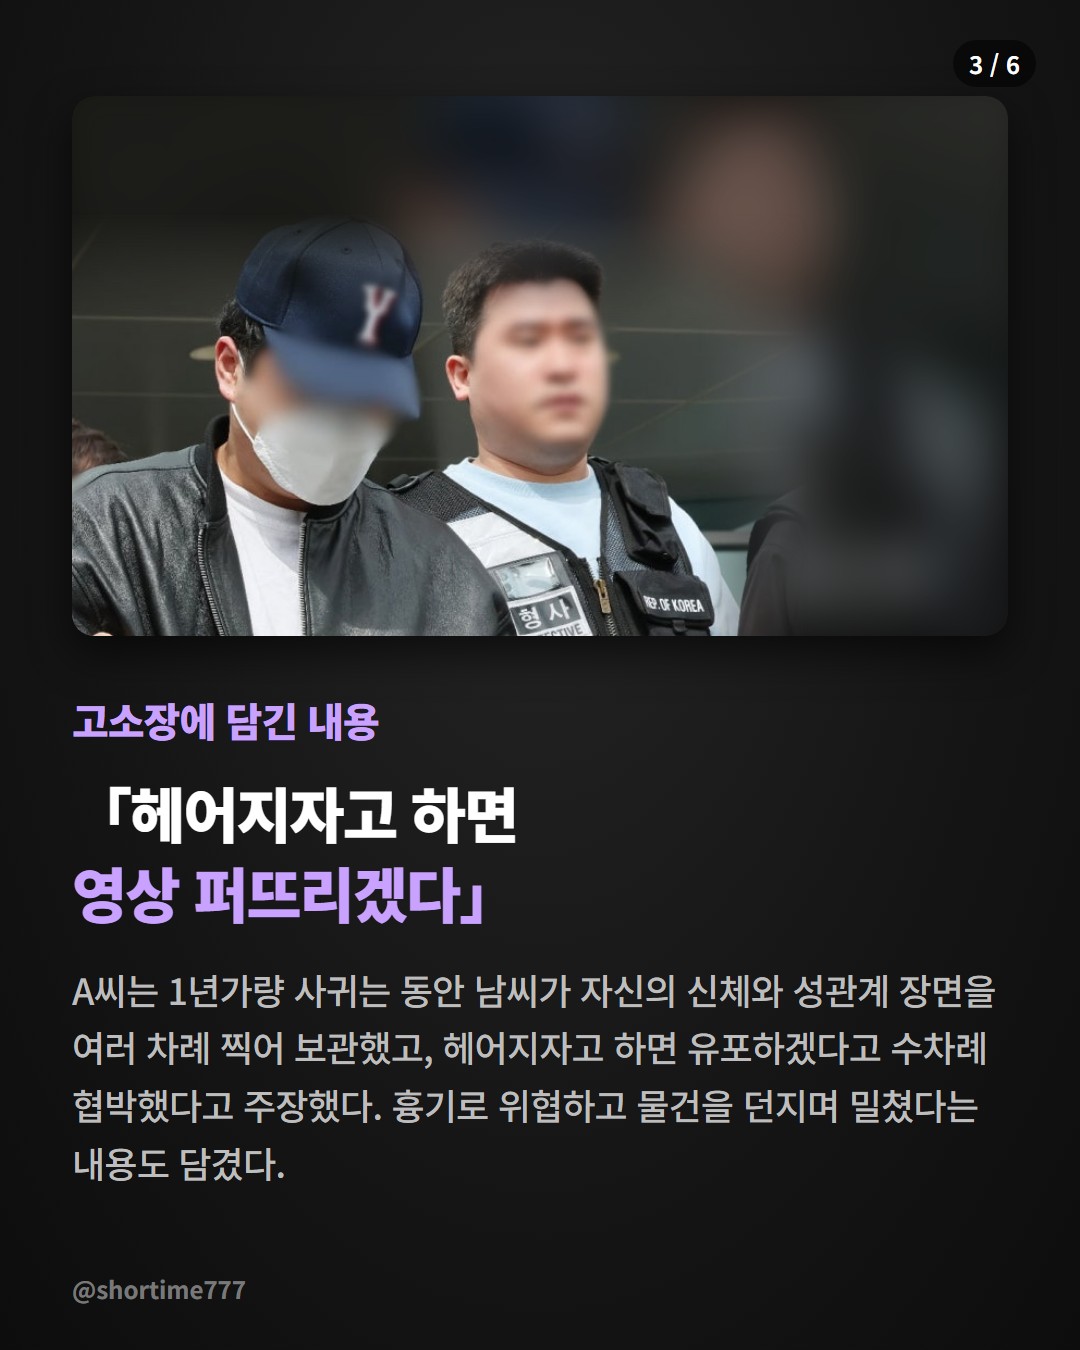 3 / 6
Y
형사
REP. OF KOREA
고소장에 담긴 내용
「헤어지자고 하면
영상 퍼뜨리겠다」
A씨는 1년가량 사귀는 동안 남씨가 자신의 신체와 성관계 장면을
여러 차례 찍어 보관했고, 헤어지자고 하면 유포하겠다고 수차례
협박했다고 주장했다. 흉기로 위협하고 물건을 던지며 밀쳤다는
내용도 담겼다.
@shortime777